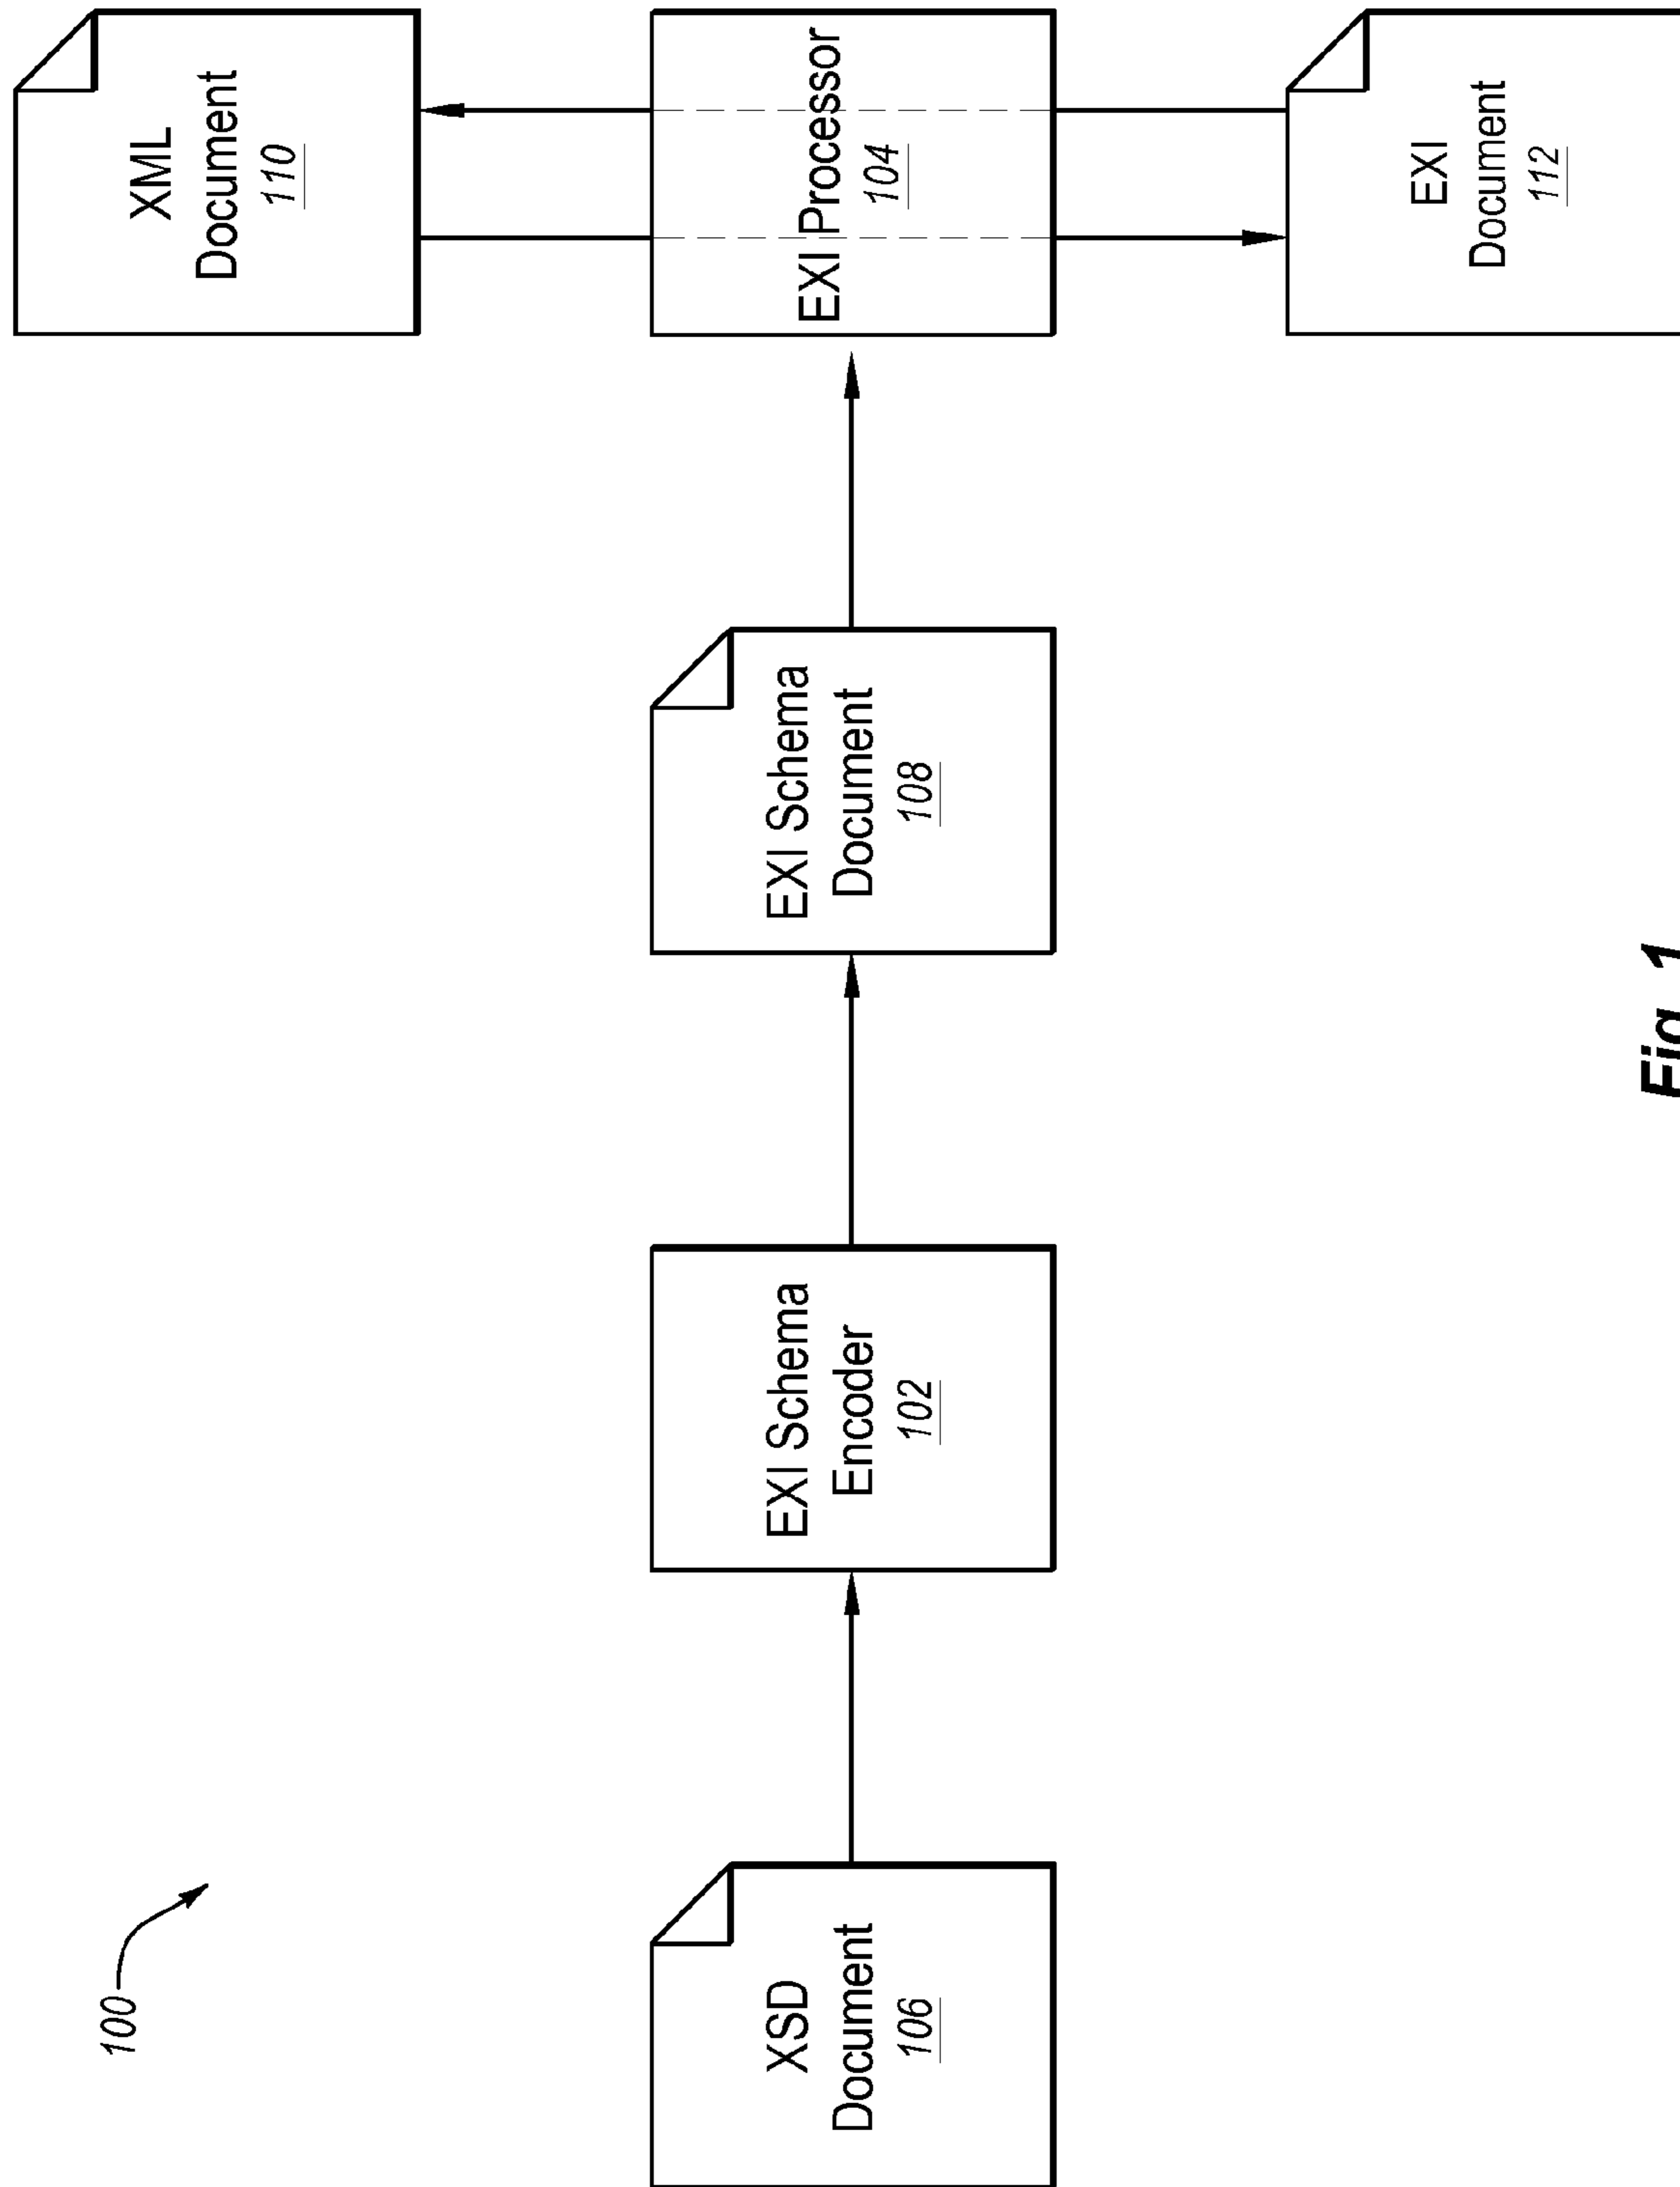 100
XSD
Document
106
EXI Schema
Encoder
102
EXI Schema
Document
108
XML
Document
110
EXI Processor
104
EXI
Document
112
Fig. 1